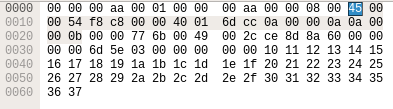 0000 00 00 00 aa 00 01 00 00 00 aa 00 00 08 00 45 00
0010 00 54 f8 c8 00 00 40 01 6d cc 0a 00 00 0a 0a 00
0020 00 0b 00 00 77 6b 00 49 00 2c ce 8d 8a 60 00 00
0030 00 00 6d 5e 03 00 00 00 00 00 10 11 12 13 14 15
0040 16 17 18 19 1a 1b 1c 1d 1e 1f 20 21 22 23 24 25
0050 26 27 28 29 2a 2b 2c 2d 2e 2f 30 31 32 33 34 35
0060 36 37